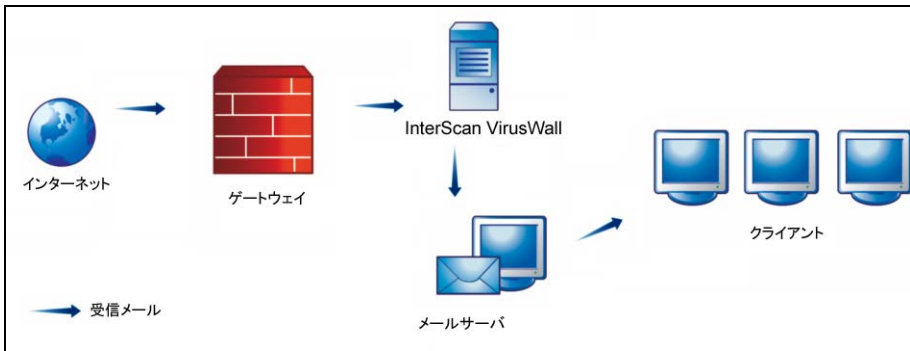 InterScan VirusWall
インターネット
ゲートウェイ
クライアント
受信メール
メールサーバ